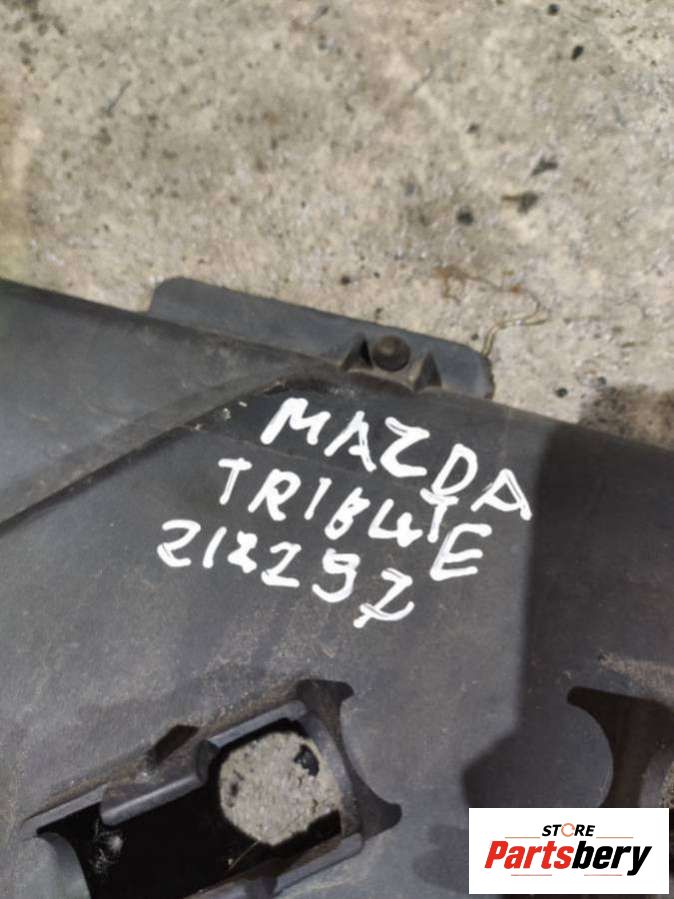 MAZDA
TRIBUTE
212297
STORE
Partsbery